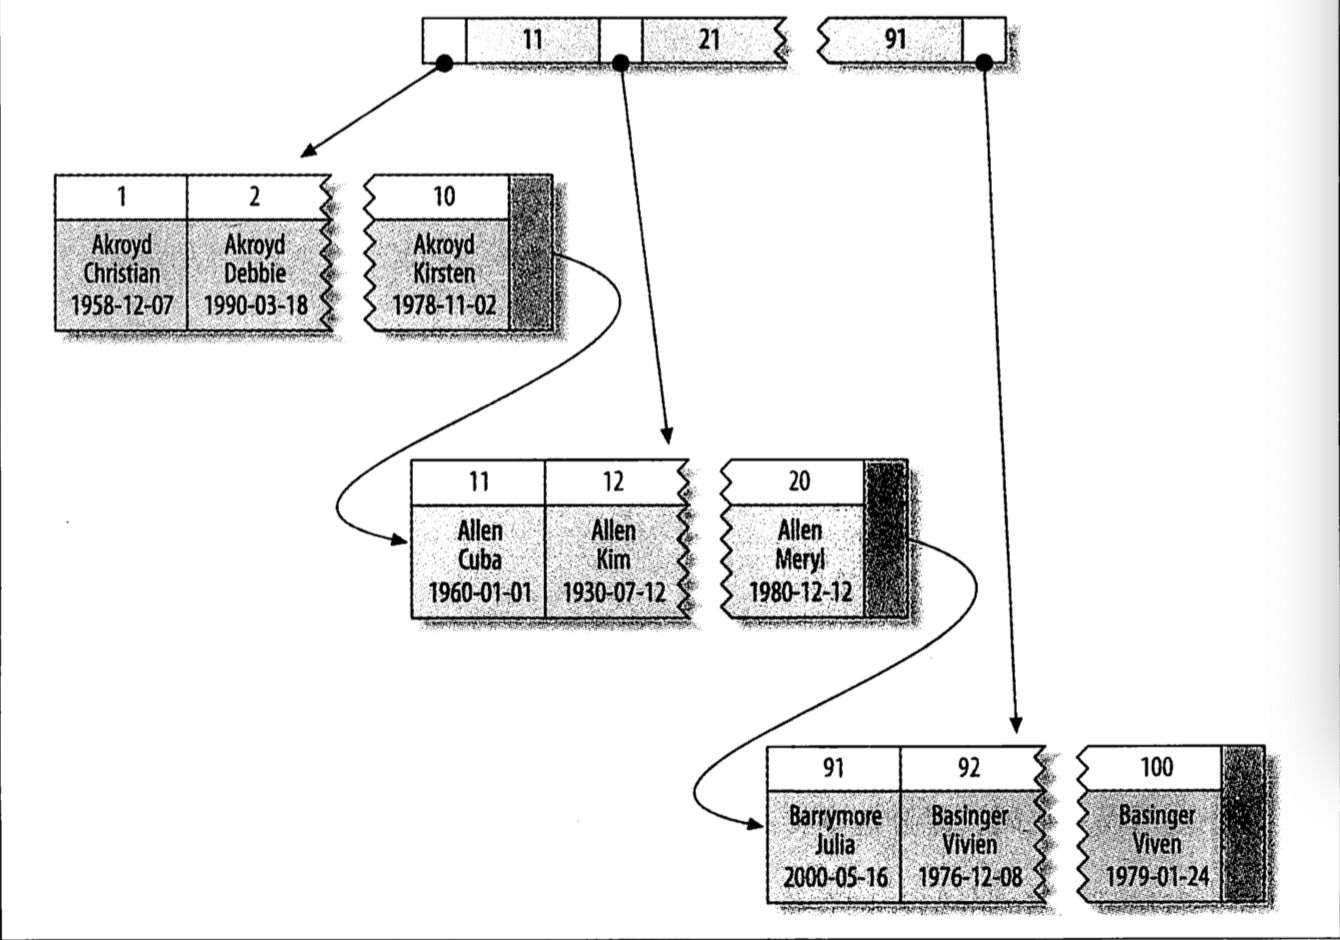 11 21 91
1 2 10
Akroyd Akroyd Akroyd
Christian Debbie Kirsten
1958-12-07 1990-03-18 1978-11-02
11 12 20
Allen Allen Allen
Cuba Kim Meryl
1960-01-01 1930-07-12 1980-12-12
91 92 100
Barrymore Basinger Basinger
Julia Vivien Viven
2000-05-16 1976-12-08 1979-01-24